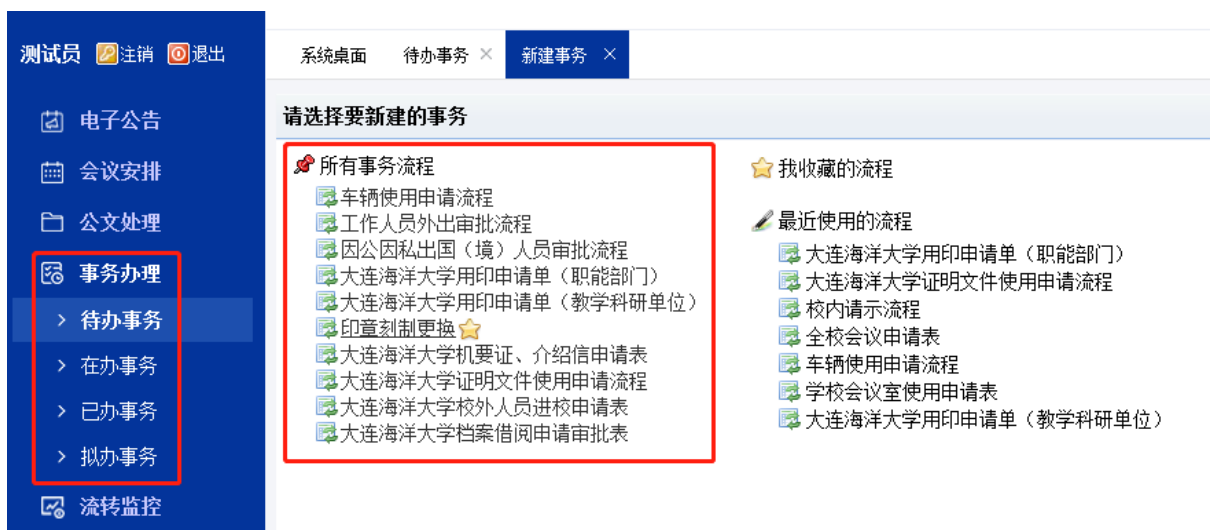 测试员 注销 退出
系统桌面 待办事务 × 新建事务 ×
电子公告
会议安排
公文处理
事务办理
> 待办事务
> 在办事务
> 已办事务
> 拟办事务
流转监控
请选择要新建的事务
所有事务流程
车辆使用申请流程
工作人员外出审批流程
因公因私出国（境）人员审批流程
大连海洋大学用印申请单（职能部门）
大连海洋大学用印申请单（教学科研单位）
印章刻制更换
大连海洋大学机要证、介绍信申请表
大连海洋大学证明文件使用申请流程
大连海洋大学校外人员进校申请表
大连海洋大学档案借阅申请审批表
我收藏的流程
最近使用的流程
大连海洋大学用印申请单（职能部门）
大连海洋大学证明文件使用申请流程
校内请示流程
全校会议申请表
车辆使用申请流程
学校会议室使用申请表
大连海洋大学用印申请单（教学科研单位）